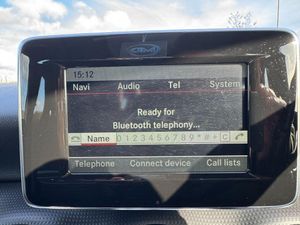 15:12
Navi Audio Tel System
Ready for
Bluetooth telephony...
Name 0 1 2 3 4 5 6 7 8 9 * # + C
Telephone Connect device Call lists